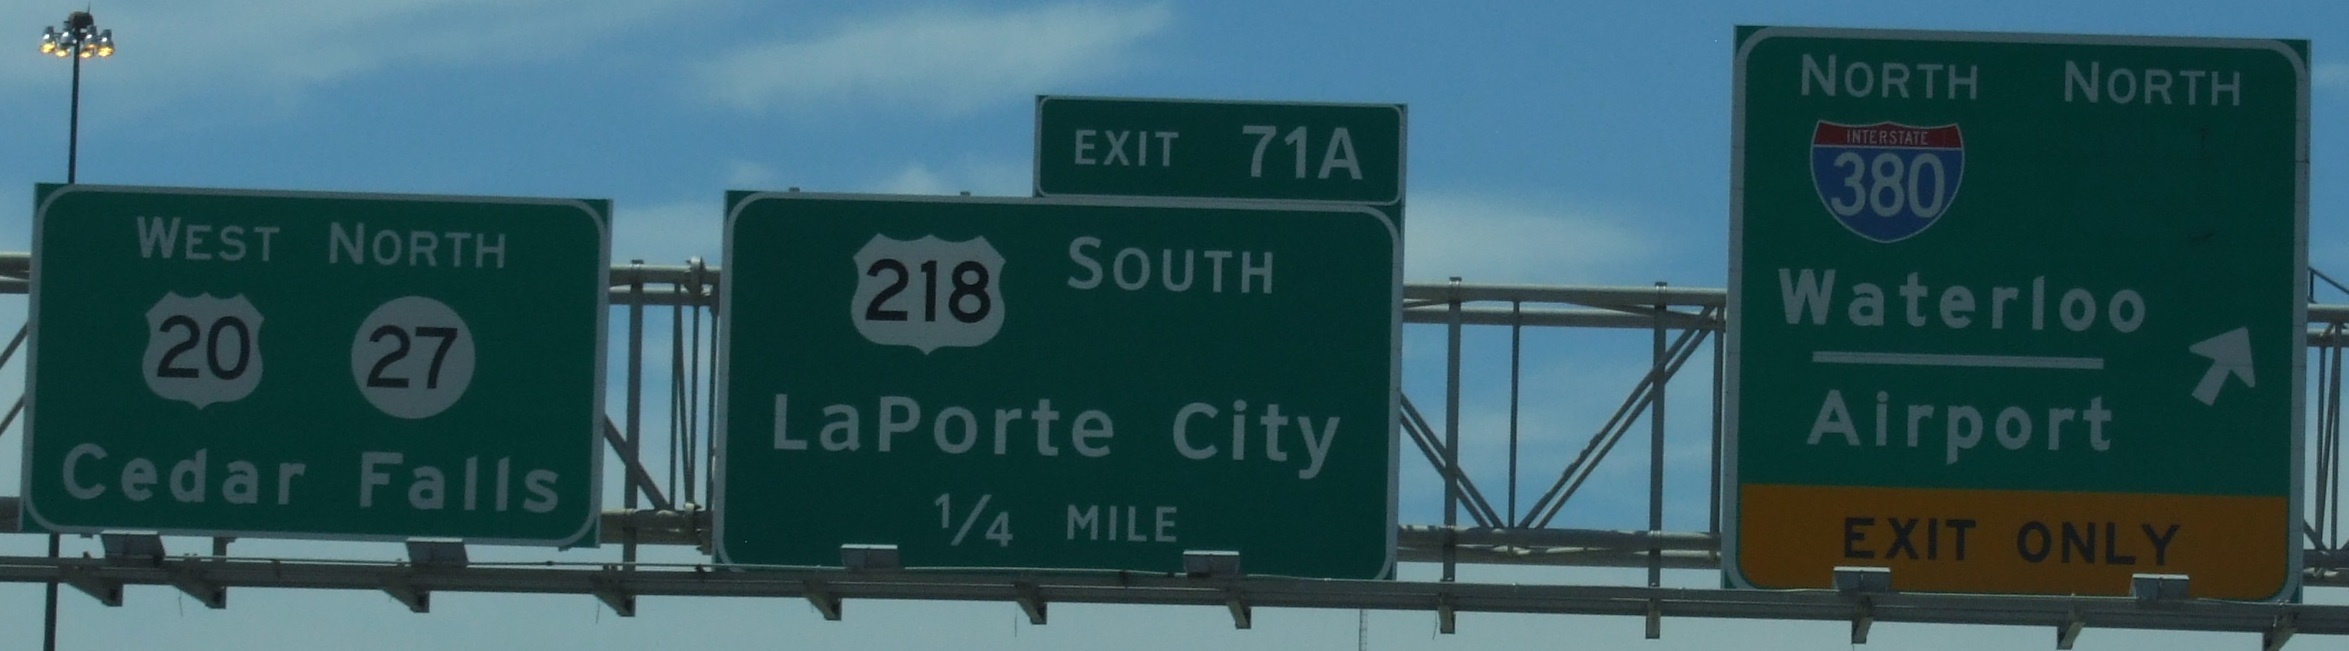 WEST NORTH
20 27
Cedar Falls
EXIT 71A
218 SOUTH
LaPorte City
1/4 MILE
NORTH NORTH
INTERSTATE
380
Waterloo
Airport
EXIT ONLY